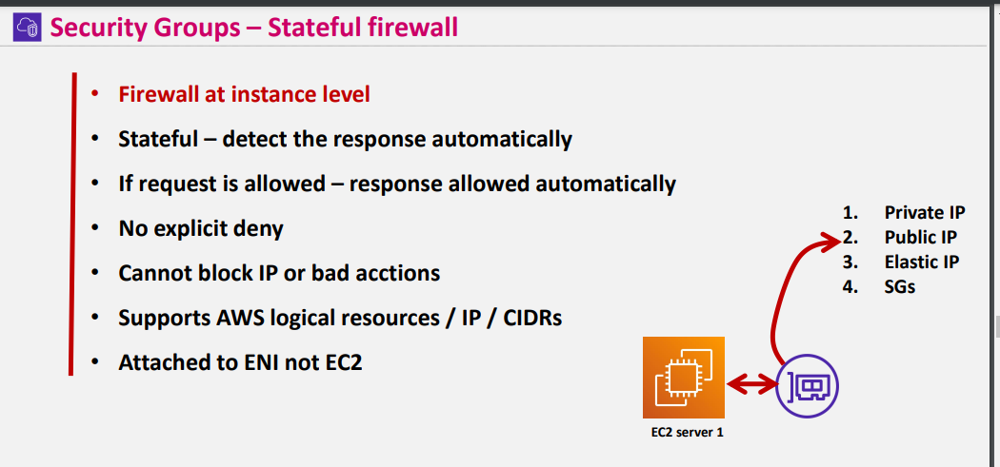 Security Groups – Stateful firewall
• Firewall at instance level
• Stateful – detect the response automatically
• If request is allowed – response allowed automatically
• No explicit deny
• Cannot block IP or bad acctions
• Supports AWS logical resources / IP / CIDRs
• Attached to ENI not EC2
1. Private IP
2. Public IP
3. Elastic IP
4. SGs
EC2 server 1